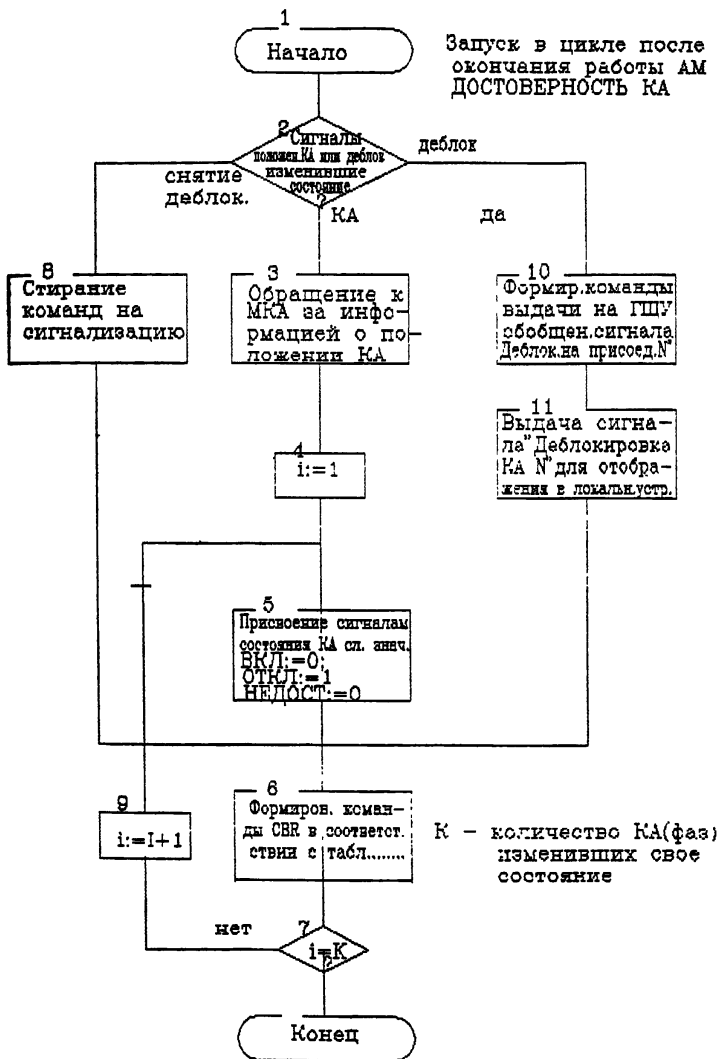 1
Начало
Запуск в цикле после
окончания работы АМ
ДОСТОВЕРНОСТЬ КА
2
Сигналы
положен.КА или деблок
изменившие
состояние
?
деблок
снятие
деблок.
КА
да
8
Стирание
команд на
сигнализацию
3
Обращение к
МКА за инфо-
рмацией о по-
ложении КА
10
Формир.команды
выдачи на ГЩУ
обобщен.сигнала
Деблок.на присоед.N"
4
i:=1
11
Выдача сигна-
ла"Деблокировка
КА N"для отобра-
жения в локальн.устр.
5
Присвоение сигналам
состояния КА сл. знач.
ВКЛ:=0;
ОТКЛ:=1
НЕДОСТ:=0
9
i:=I+1
6
Формиров. коман-
ды CBR в соответст.
ствии с табл........
К - количество КА(фаз)
изменивших свое
состояние
нет
7
i=K
?
Конец